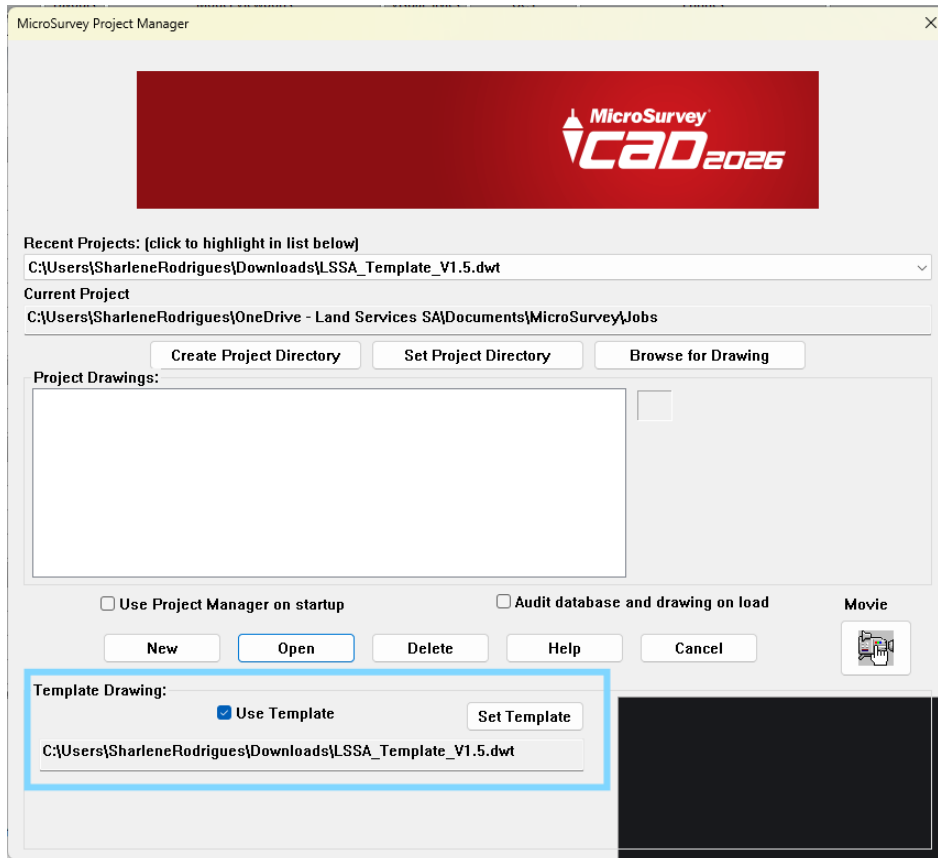 MicroSurvey Project Manager
MicroSurvey
CAD 2026
Recent Projects: (click to highlight in list below)
C:\Users\SharleneRodrigues\Downloads\LSSA_Template_V1.5.dwt
Current Project
C:\Users\SharleneRodrigues\OneDrive - Land Services SA\Documents\MicroSurvey\Jobs
Create Project Directory
Set Project Directory
Browse for Drawing
Project Drawings:
Use Project Manager on startup
Audit database and drawing on load
Movie
New
Open
Delete
Help
Cancel
Template Drawing:
Use Template
Set Template
C:\Users\SharleneRodrigues\Downloads\LSSA_Template_V1.5.dwt